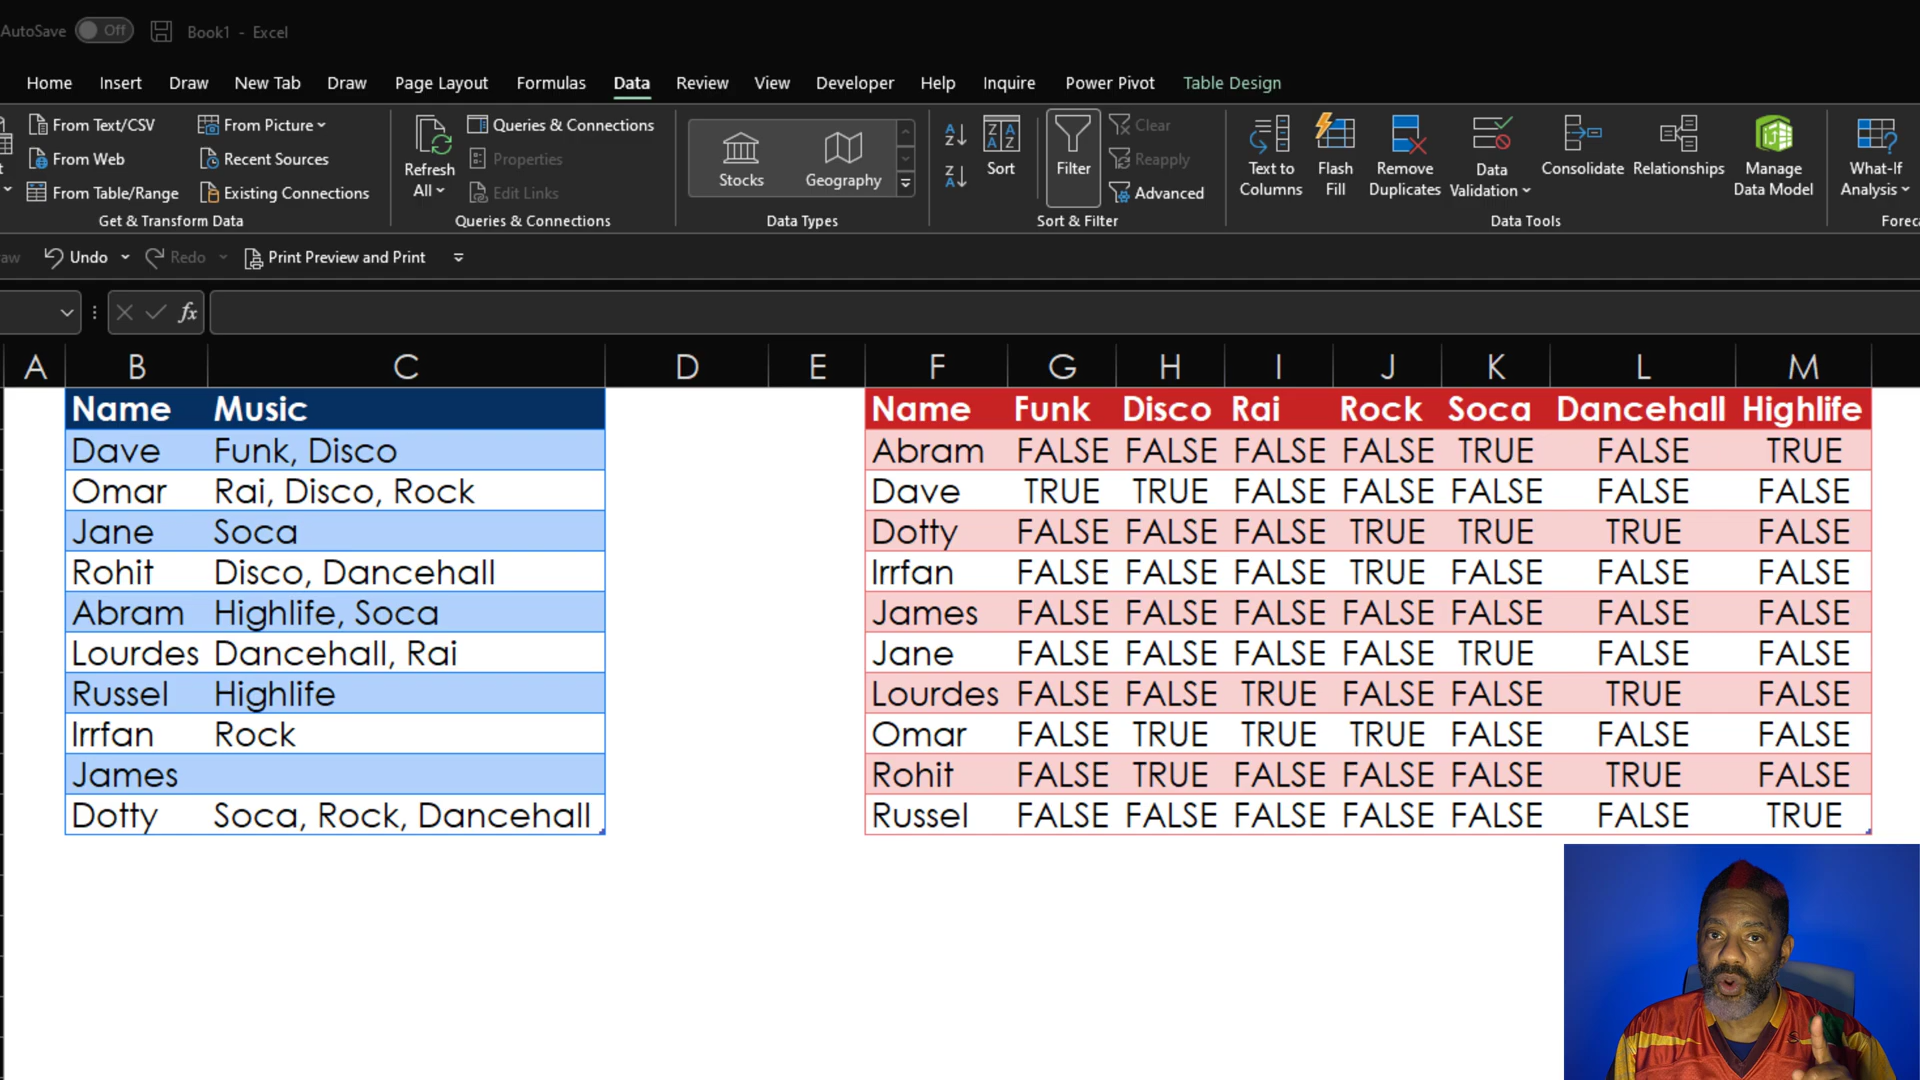 AutoSave Off Book1 - Excel
Home Insert Draw New Tab Draw Page Layout Formulas Data Review View Developer Help Inquire Power Pivot Table Design
From Text/CSV
From Web
From Table/Range
From Picture
Recent Sources
Existing Connections
Get & Transform Data
Refresh
All
Queries & Connections
Properties
Edit Links
Queries & Connections
Stocks Geography
Data Types
Sort
Filter
Clear
Reapply
Advanced
Sort & Filter
Text to
Columns
Flash
Fill
Remove
Duplicates
Data
Validation
Consolidate
Relationships
Manage
Data Model
Data Tools
What-If
Analysis
Undo Redo Print Preview and Print
fx
A B C D E F G H I J K L M
Name Music
Dave Funk, Disco
Omar Rai, Disco, Rock
Jane Soca
Rohit Disco, Dancehall
Abram Highlife, Soca
Lourdes Dancehall, Rai
Russel Highlife
Irrfan Rock
James
Dotty Soca, Rock, Dancehall
Name Funk Disco Rai Rock Soca Dancehall Highlife
Abram FALSE FALSE FALSE FALSE TRUE FALSE TRUE
Dave TRUE TRUE FALSE FALSE FALSE FALSE FALSE
Dotty FALSE FALSE FALSE TRUE TRUE TRUE FALSE
Irrfan FALSE FALSE FALSE TRUE FALSE FALSE FALSE
James FALSE FALSE FALSE FALSE FALSE FALSE FALSE
Jane FALSE FALSE FALSE FALSE TRUE FALSE FALSE
Lourdes FALSE FALSE TRUE FALSE FALSE TRUE FALSE
Omar FALSE TRUE TRUE TRUE FALSE FALSE FALSE
Rohit FALSE TRUE FALSE FALSE FALSE TRUE FALSE
Russel FALSE FALSE FALSE FALSE FALSE FALSE TRUE